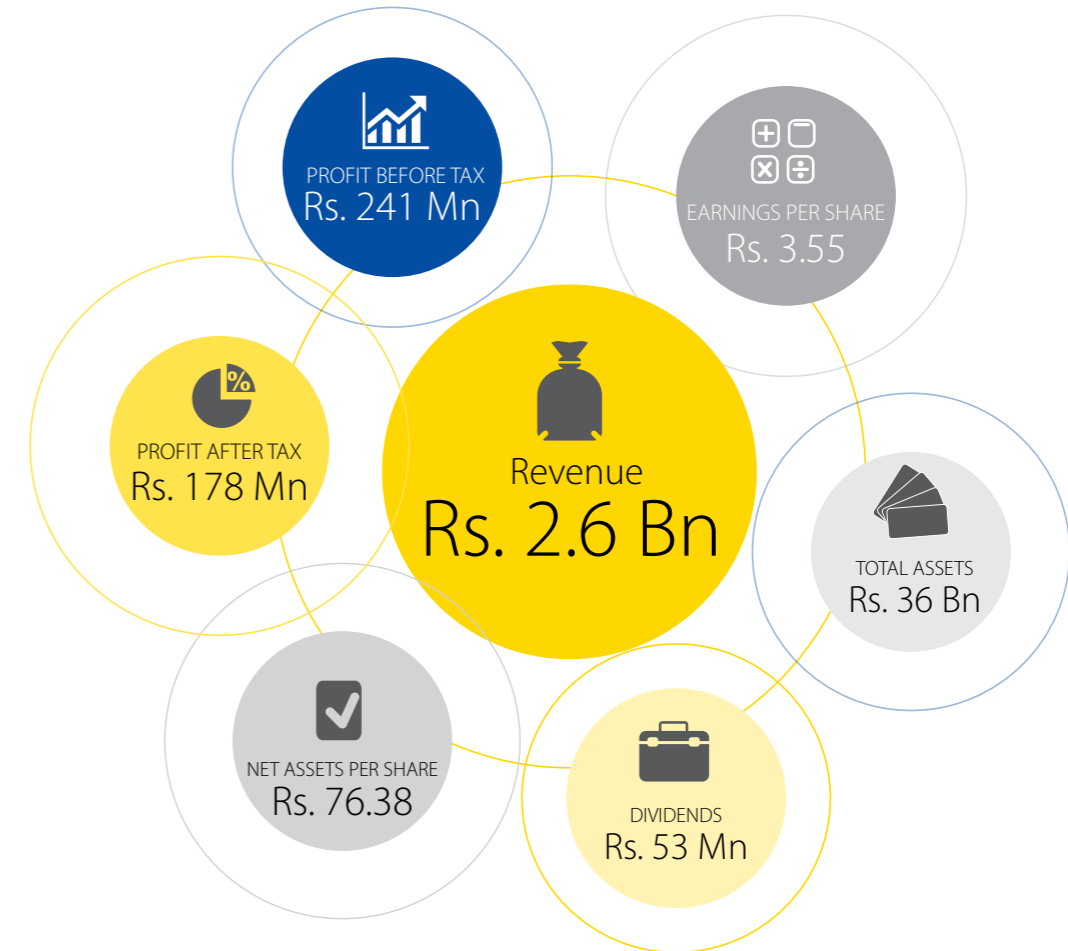 PROFIT BEFORE TAX
Rs. 241 Mn
EARNINGS PER SHARE
Rs. 3.55
%
PROFIT AFTER TAX
Rs. 178 Mn
Revenue
Rs. 2.6 Bn
TOTAL ASSETS
Rs. 36 Bn
NET ASSETS PER SHARE
Rs. 76.38
DIVIDENDS
Rs. 53 Mn